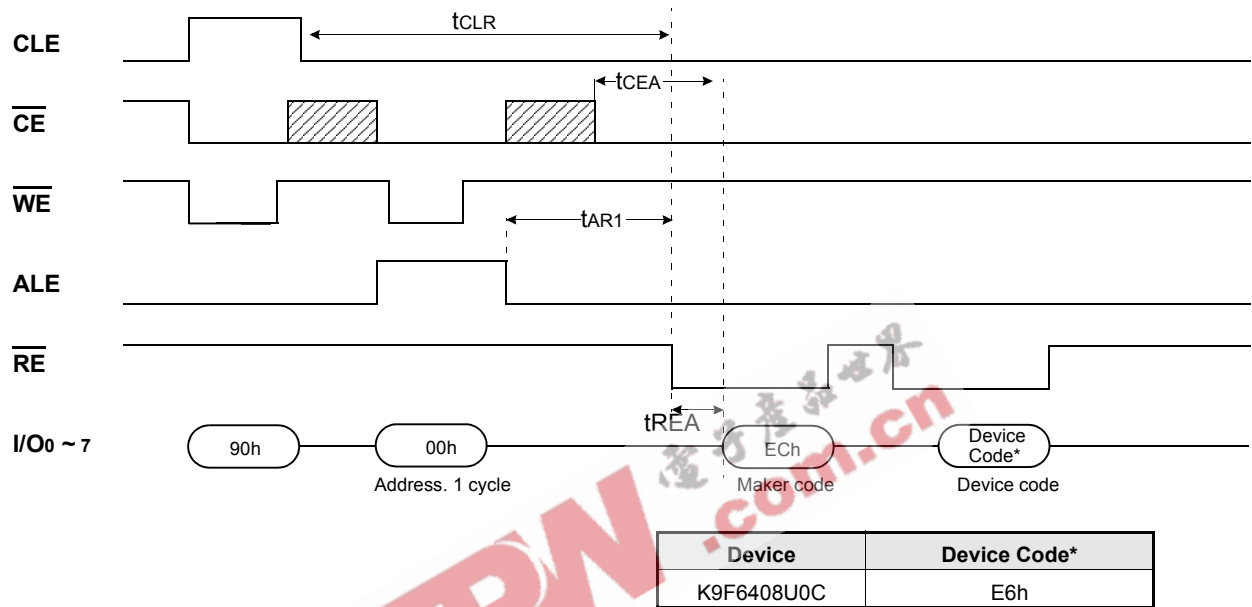 tCLR
CLE
tCEA
CE
WE
tAR1
ALE
RE
tREA
I/O0 ~ 7
90h
00h
ECh
Device
Code*
Address. 1 cycle
Maker code
Device code
.com.cn
Device Device Code*
K9F6408U0C E6h